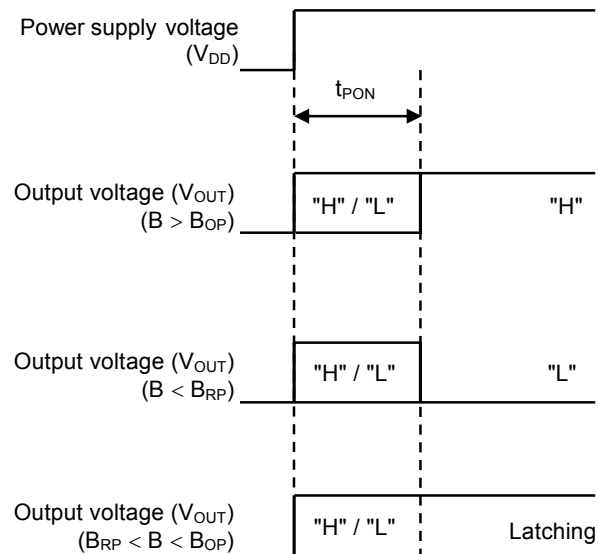 Power supply voltage
(VDD)
tPON
Output voltage (VOUT)
(B > BOP)
"H" / "L"
"H"
Output voltage (VOUT)
(B < BRP)
"H" / "L"
"L"
Output voltage (VOUT)
(BRP < B < BOP)
"H" / "L"
Latching